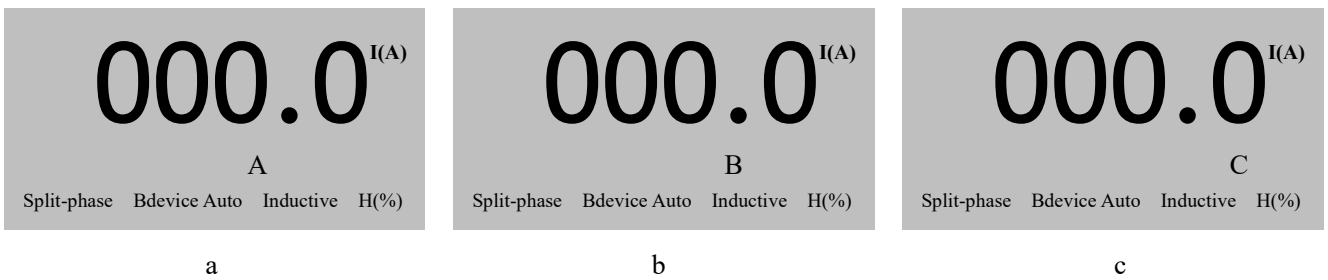 000.0 I(A)
A
Split-phase Bdevice Auto Inductive H(%)
a
000.0 I(A)
B
Split-phase Bdevice Auto Inductive H(%)
b
000.0 I(A)
C
Split-phase Bdevice Auto Inductive H(%)
c